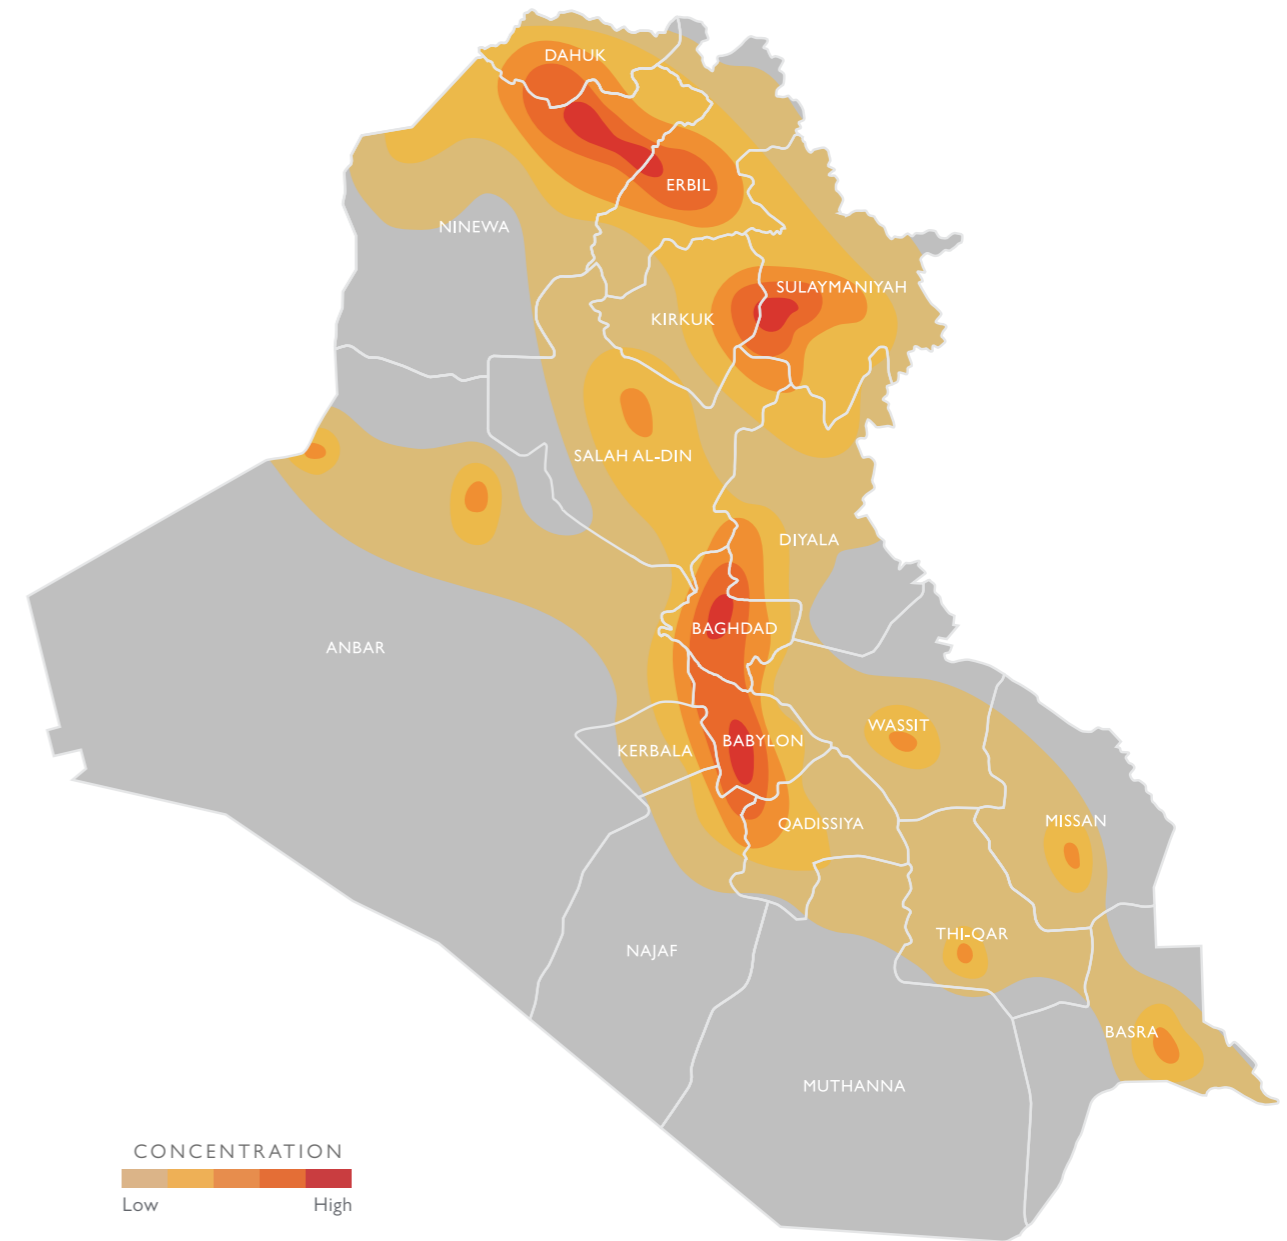 DAHUK
ERBIL
NINEWA
SULAYMANIYAH
KIRKUK
SALAH AL-DIN
DIYALA
BAGHDAD
ANBAR
WASSIT
BABYLON
KERBALA
MISSAN
QADISSIYA
THI-QAR
NAJAF
BASRA
MUTHANNA
CONCENTRATION
Low High